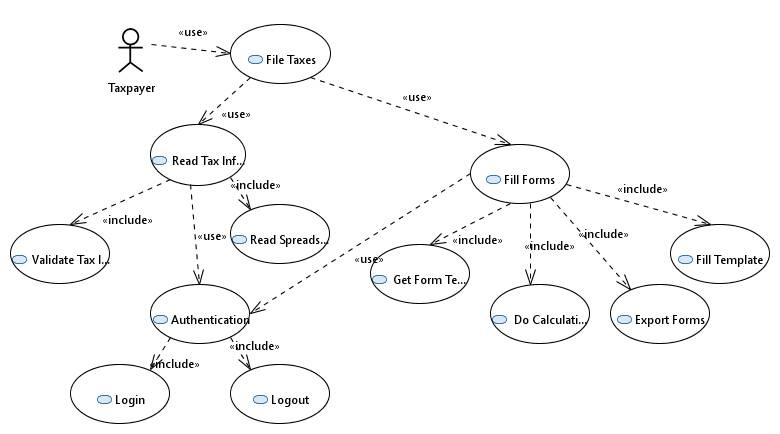 «use»
File Taxes
Taxpayer
«use»
«use»
Read Tax Inf...
Fill Forms
«include»
«include»
«include»
Read Spreads...
«use»
«include»
«include»
«include»
Validate Tax I...
«use»
Fill Template
Get Form Te...
Authentication
Do Calculati...
Export Forms
«include»
«include»
Login
Logout